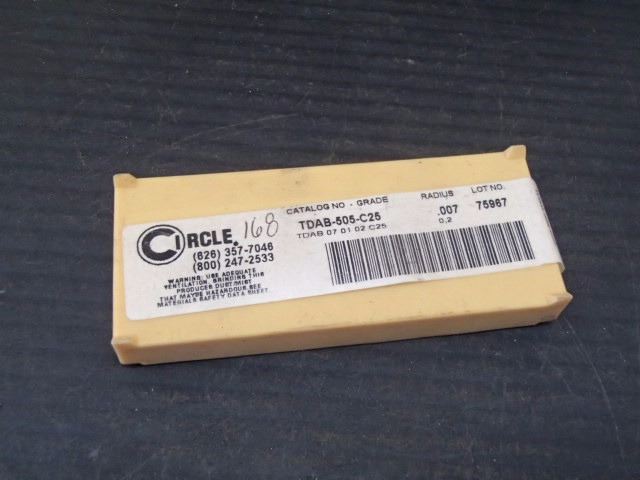 CIRCLE. 168
(626) 357-7046
(800) 247-2533
WARNING: USE ADEQUATE
VENTILATION, GRINDING THIS
PRODUCES DUST/MIST
THAT MAYBE HAZARDOUS SEE
MATERIALS SAFETY DATA SHEET
CATALOG NO - GRADE RADIUS LOT NO.
TDAB-505-C25 .007 75967
TDAB 07 01 02 C25 0,2